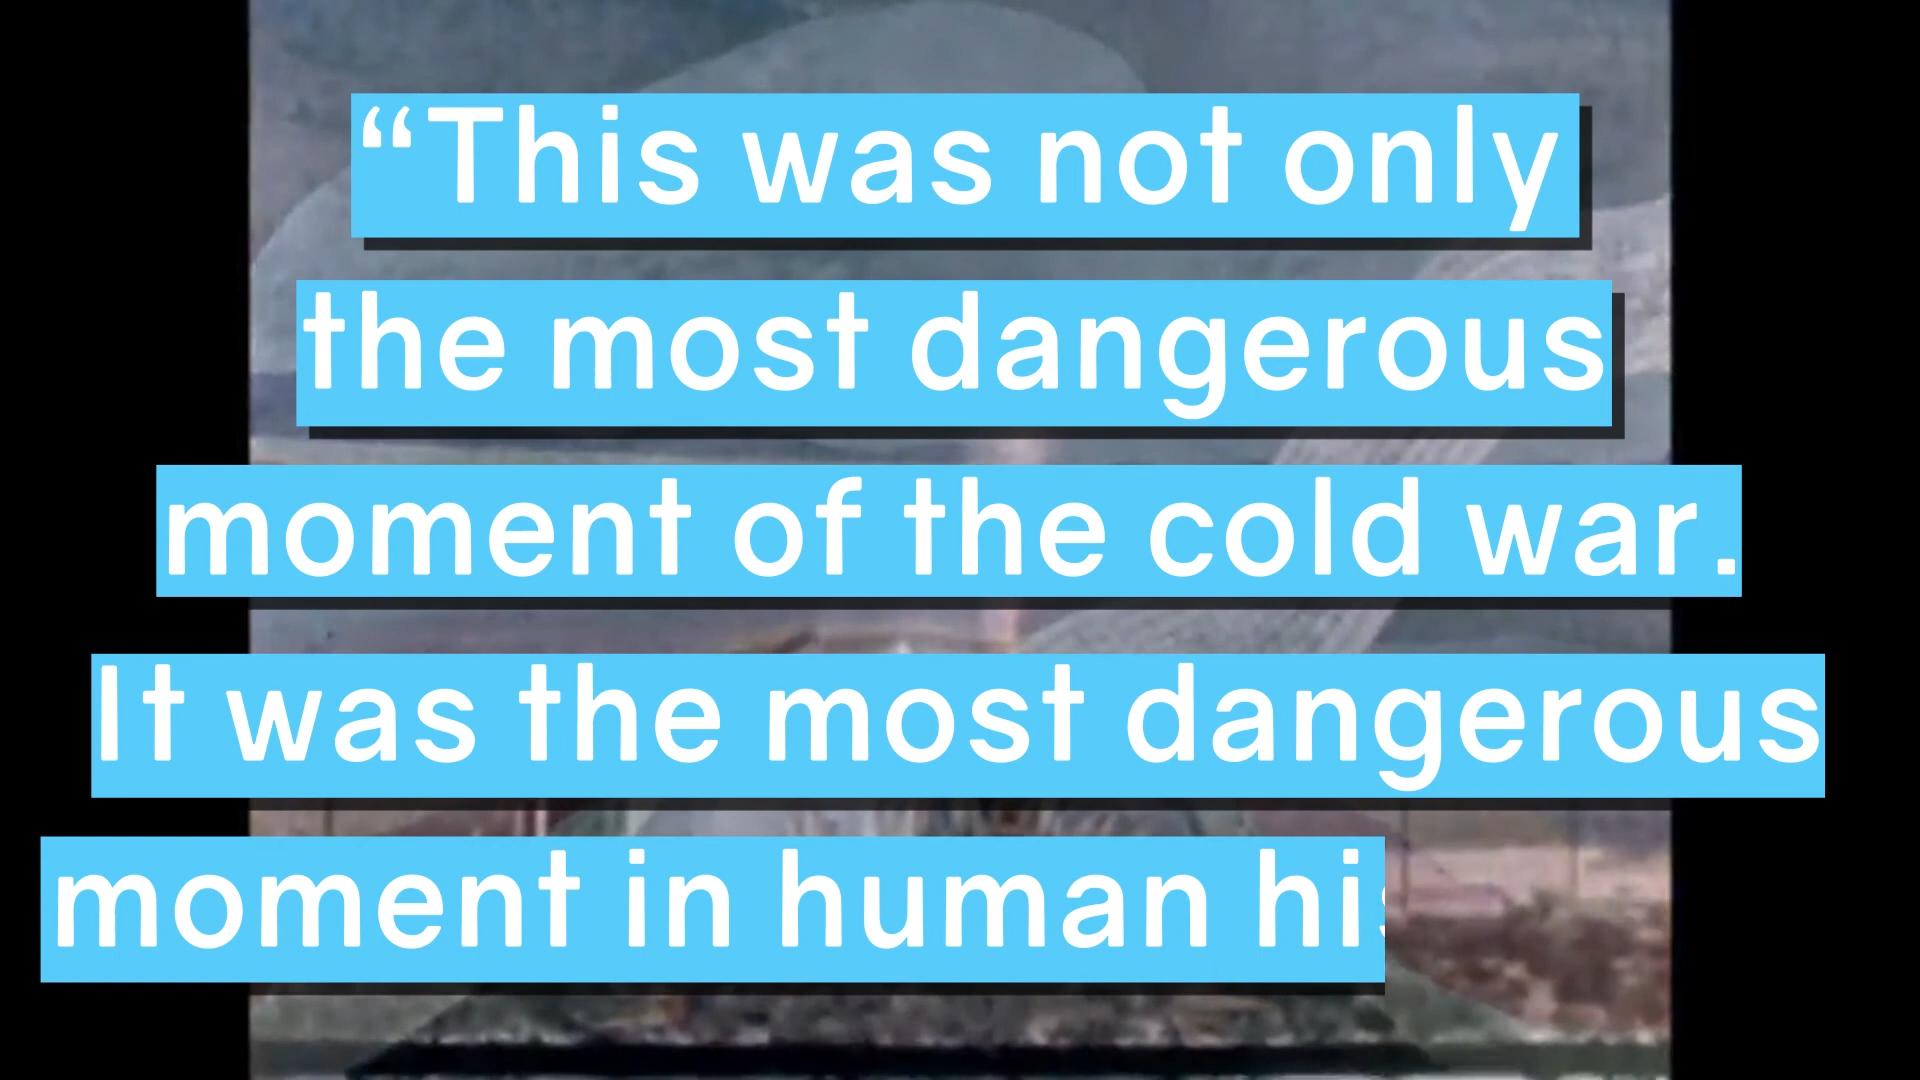 “This was not only
the most dangerous
moment of the cold war.
It was the most dangerous
moment in human his